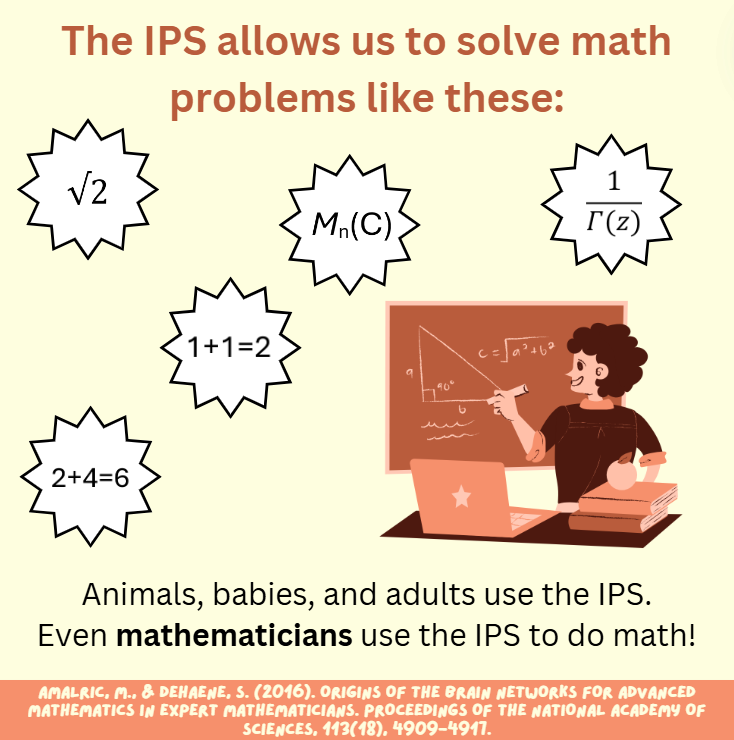 The IPS allows us to solve math
problems like these:
√2
Mₙ(C)
1
Γ(z)
1+1=2
2+4=6
c=√a²+b²
a
90°
b
Animals, babies, and adults use the IPS.
Even mathematicians use the IPS to do math!
AMALRIC, M., & DEHAENE, S. (2016). ORIGINS OF THE BRAIN NETWORKS FOR ADVANCED
MATHEMATICS IN EXPERT MATHEMATICIANS. PROCEEDINGS OF THE NATIONAL ACADEMY OF
SCIENCES, 113(18), 4909–4917.